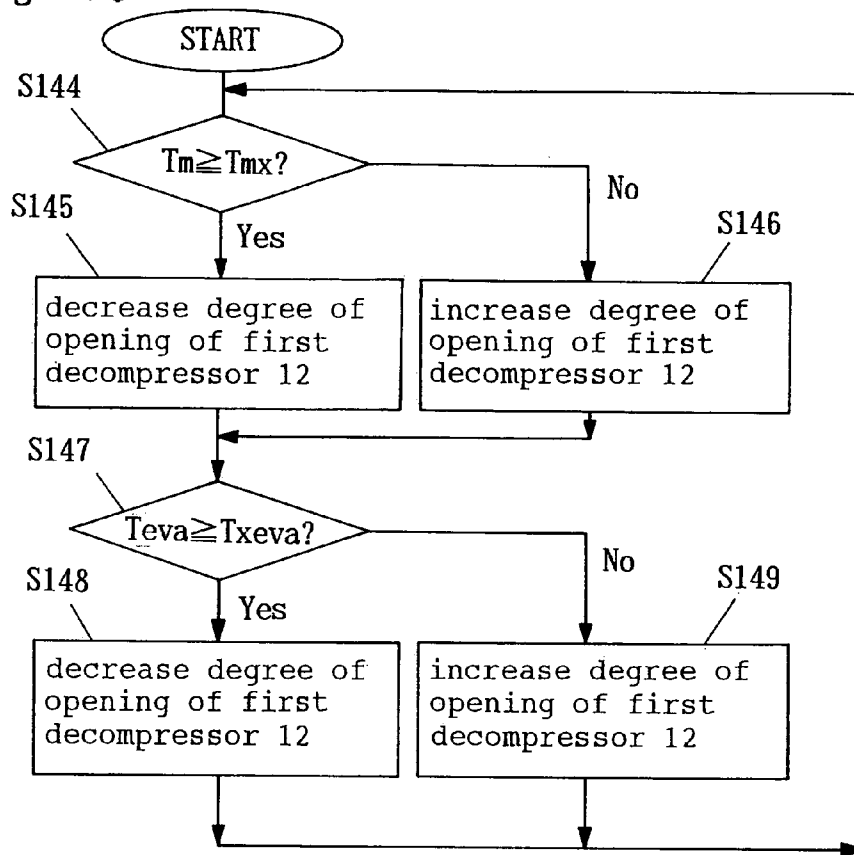 START
S144
Tm≧Tmx?
No
S145
Yes
S146
decrease degree of
opening of first
decompressor 12
increase degree of
opening of first
decompressor 12
S147
Teva≧Txeva?
No
S148
Yes
S149
decrease degree of
opening of first
decompressor 12
increase degree of
opening of first
decompressor 12